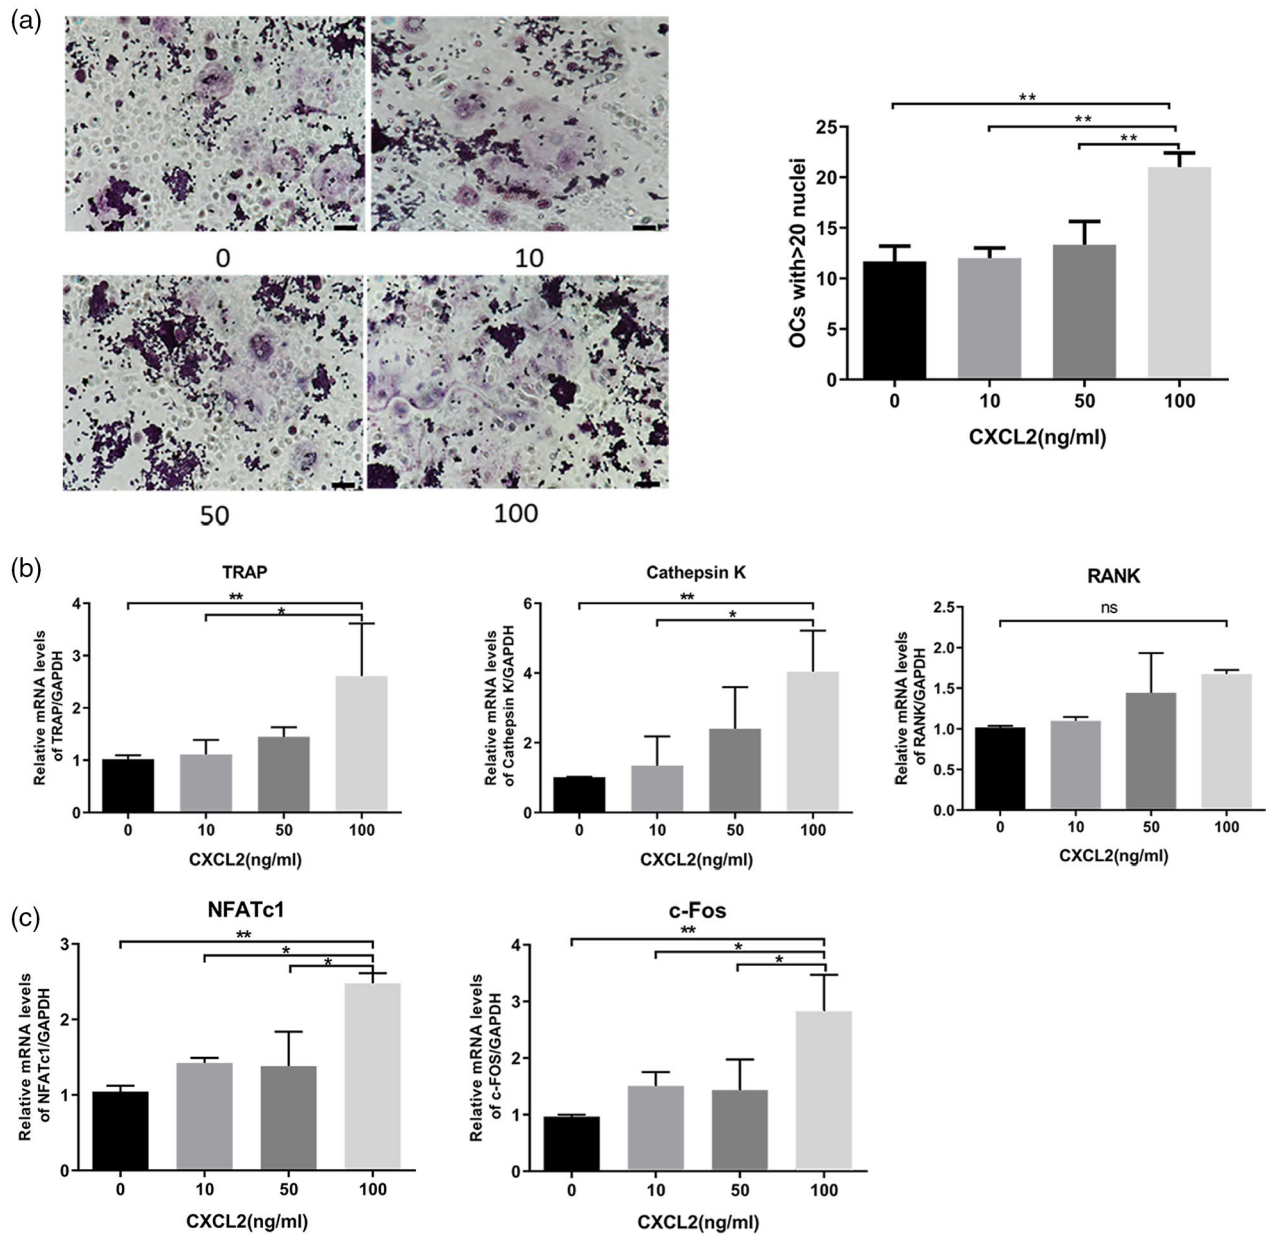 (a)
0
10
50
100
**
**
**
25
20
15
10
5
0
OCs with>20 nuclei
0 10 50 100
CXCL2(ng/ml)
(b)
TRAP
**
*
4
3
2
1
0
Relative mRNA levels
of TRAP/GAPDH
0 10 50 100
CXCL2(ng/ml)
Cathepsin K
**
*
6
4
2
0
Relative mRNA levels
of Cathepsin K/GAPDH
0 10 50 100
CXCL2(ng/ml)
RANK
ns
2.5
2.0
1.5
1.0
0.5
0.0
Relative mRNA levels
of RANK/GAPDH
0 10 50 100
CXCL2(ng/ml)
(c)
NFATc1
**
*
*
3
2
1
0
Relative mRNA levels
of NFATc1/GAPDH
0 10 50 100
CXCL2(ng/ml)
c-Fos
**
*
*
4
3
2
1
0
Relative mRNA levels
of c-FOS/GAPDH
0 10 50 100
CXCL2(ng/ml)